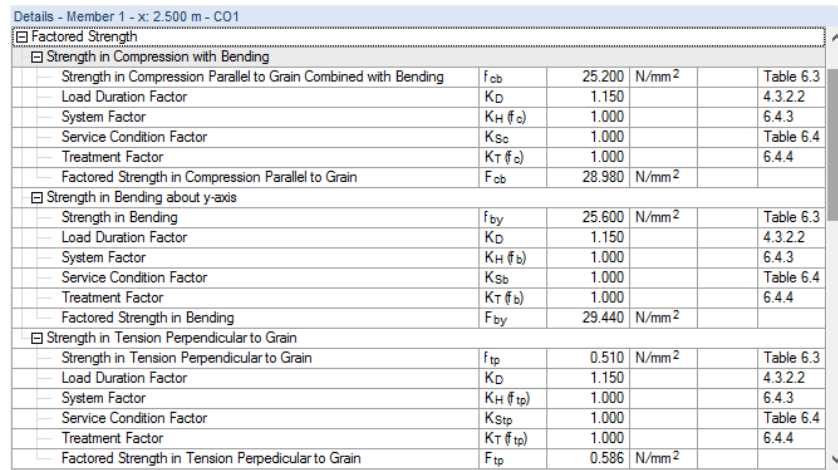 Details - Member 1 - x: 2.500 m - CO1
Factored Strength
Strength in Compression with Bending
Strength in Compression Parallel to Grain Combined with Bending fcb 25.200 N/mm2 Table 6.3
Load Duration Factor KD 1.150 4.3.2.2
System Factor KH (fc) 1.000 6.4.3
Service Condition Factor KSc 1.000 Table 6.4
Treatment Factor KT (fc) 1.000 6.4.4
Factored Strength in Compression Parallel to Grain Fcb 28.980 N/mm2
Strength in Bending about y-axis
Strength in Bending fby 25.600 N/mm2 Table 6.3
Load Duration Factor KD 1.150 4.3.2.2
System Factor KH (fb) 1.000 6.4.3
Service Condition Factor KSb 1.000 Table 6.4
Treatment Factor KT (fb) 1.000 6.4.4
Factored Strength in Bending Fby 29.440 N/mm2
Strength in Tension Perpendicular to Grain
Strength in Tension Perpendicular to Grain ftp 0.510 N/mm2 Table 6.3
Load Duration Factor KD 1.150 4.3.2.2
System Factor KH (ftp) 1.000 6.4.3
Service Condition Factor KStp 1.000 Table 6.4
Treatment Factor KT (ftp) 1.000 6.4.4
Factored Strength in Tension Perpedicular to Grain Ftp 0.586 N/mm2